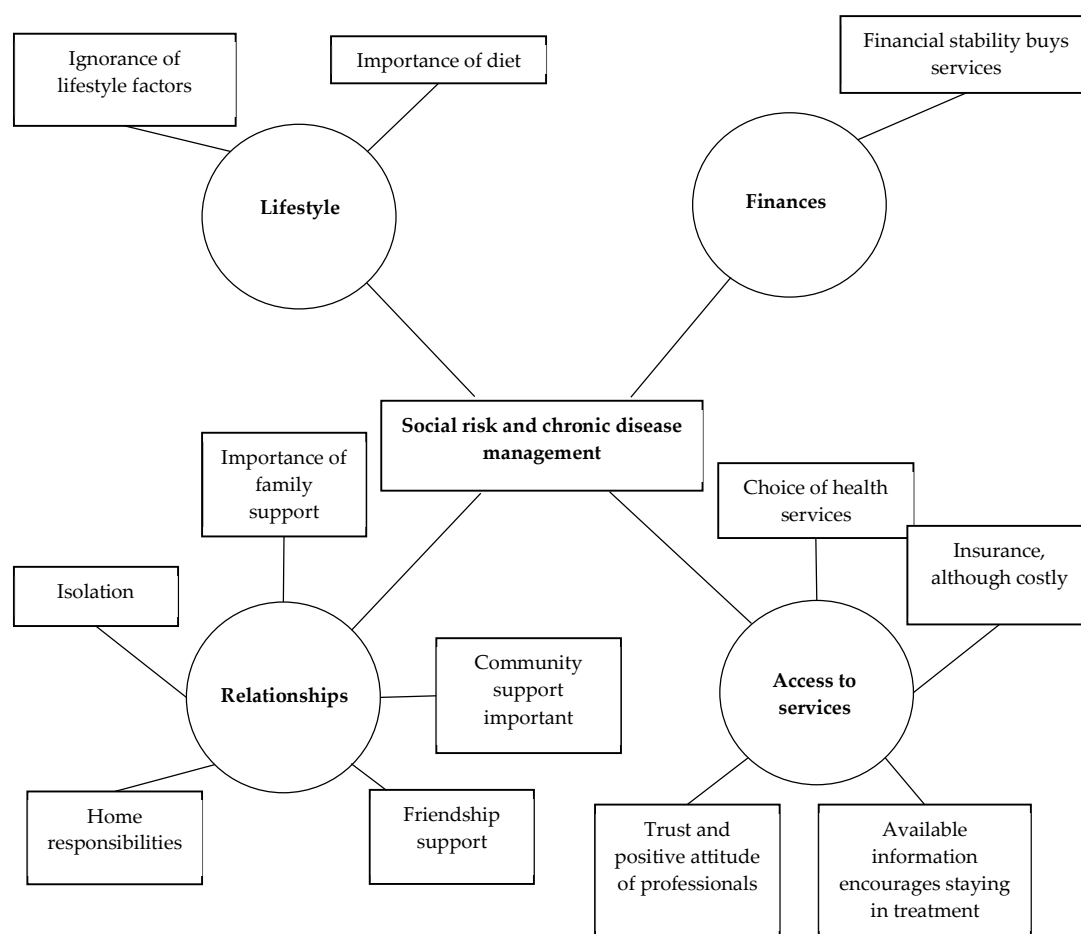 Ignorance of
lifestyle factors
Importance of diet
Financial stability buys
services
Lifestyle
Finances
Social risk and chronic disease
management
Importance of
family
support
Choice of health
services
Insurance,
although costly
Isolation
Relationships
Community
support
important
Access to
services
Home
responsibilities
Friendship
support
Trust and
positive attitude
of professionals
Available
information
encourages staying
in treatment